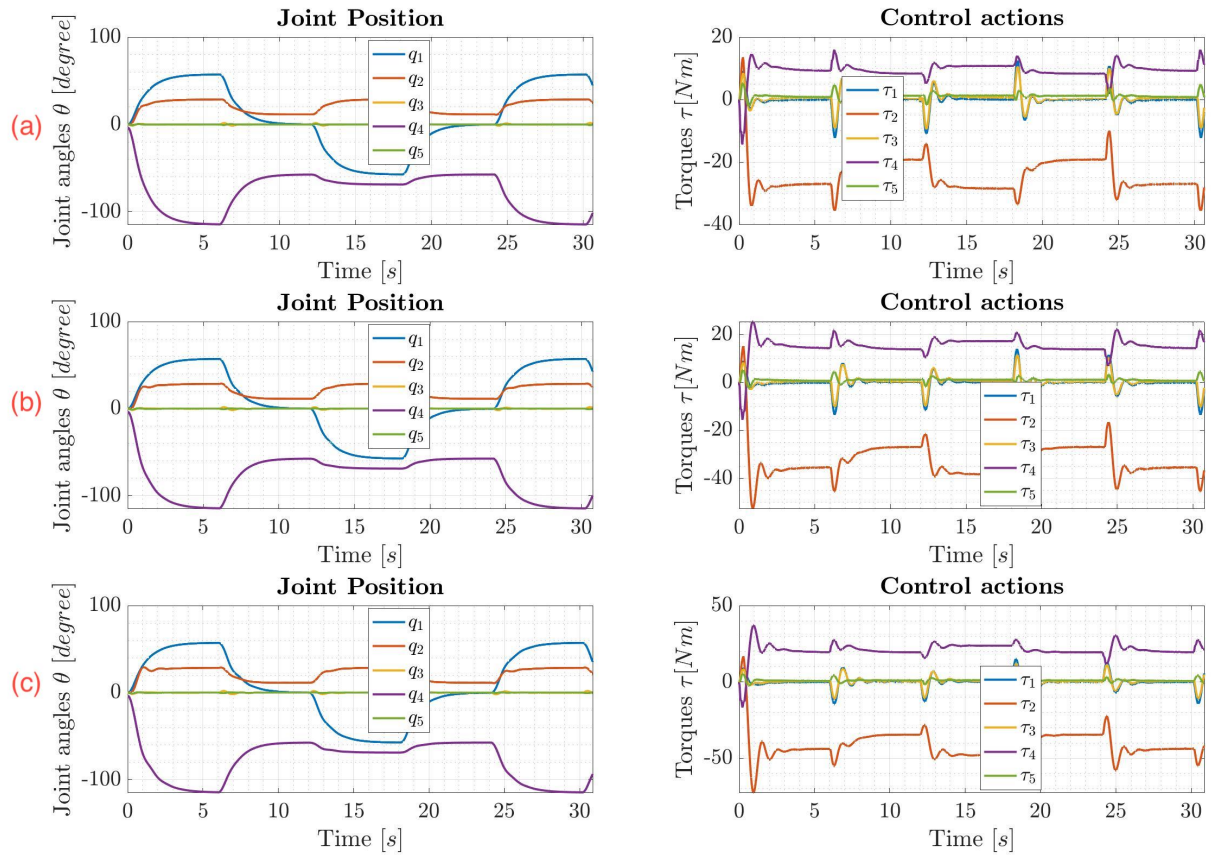 Joint Position
Control actions
(a)
Joint angles θ [degree]
100
0
-100
q1
q2
q3
q4
q5
0 5 10 15 20 25 30
Time [s]
Torques τ [Nm]
20
0
-20
-40
τ1
τ2
τ3
τ4
τ5
0 5 10 15 20 25 30
Time [s]
Joint Position
Control actions
(b)
Joint angles θ [degree]
100
0
-100
q1
q2
q3
q4
q5
0 5 10 15 20 25 30
Time [s]
Torques τ [Nm]
20
0
-20
-40
τ1
τ2
τ3
τ4
τ5
0 5 10 15 20 25 30
Time [s]
Joint Position
Control actions
(c)
Joint angles θ [degree]
100
0
-100
q1
q2
q3
q4
q5
0 5 10 15 20 25 30
Time [s]
Torques τ [Nm]
50
0
-50
τ1
τ2
τ3
τ4
τ5
0 5 10 15 20 25 30
Time [s]